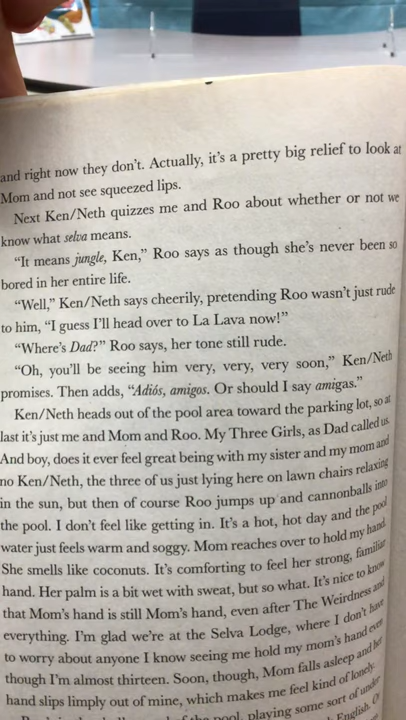 and right now they don't. Actually, it's a pretty big relief to look at
Mom and not see squeezed lips.
Next Ken/Neth quizzes me and Roo about whether or not we
know what selva means.
"It means jungle, Ken," Roo says as though she's never been so
bored in her entire life.
"Well," Ken/Neth says cheerily, pretending Roo wasn't just rude
to him, "I guess I'll head over to La Lava now!"
"Where's Dad?" Roo says, her tone still rude.
"Oh, you'll be seeing him very, very, very soon," Ken/Neth
promises. Then adds, "Adiós, amigos. Or should I say amigas."
Ken/Neth heads out of the pool area toward the parking lot, so at
last it's just me and Mom and Roo. My Three Girls, as Dad called us.
And boy, does it ever feel great being with my sister and my mom and
no Ken/Neth, the three of us just lying here on lawn chairs relaxing
in the sun, but then of course Roo jumps up and cannonballs into
the pool. I don't feel like getting in. It's a hot, hot day and the pool
water just feels warm and soggy. Mom reaches over to hold my hand.
She smells like coconuts. It's comforting to feel her strong, familiar
hand. Her palm is a bit wet with sweat, but so what. It's nice to know
that Mom's hand is still Mom's hand, even after The Weirdness and
everything. I'm glad we're at the Selva Lodge, where I don't have
to worry about anyone I know seeing me hold my mom's hand even
though I'm almost thirteen. Soon, though, Mom falls asleep and her
hand slips limply out of mine, which makes me feel kind of lonely.
of the pool, playing some sort of under
English. Or